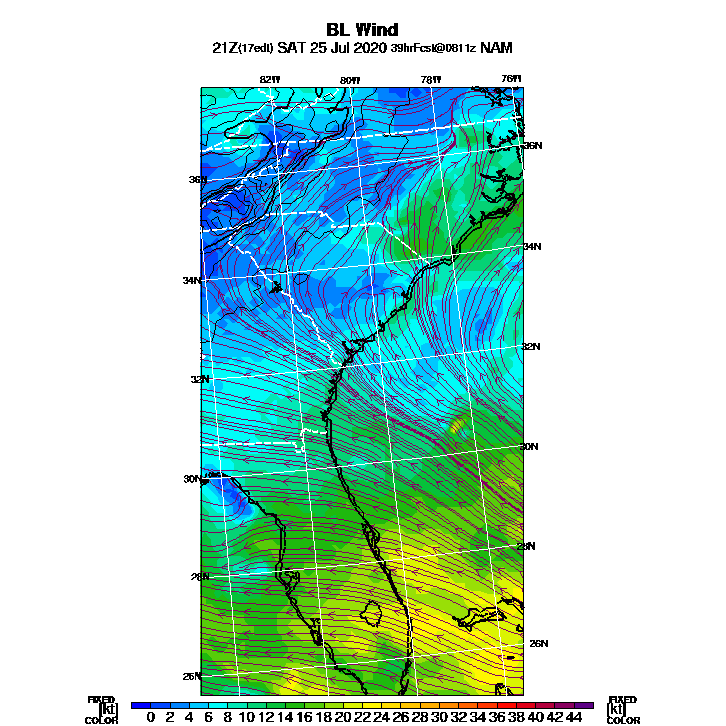 BL Wind
21Z(17edt) SAT 25 Jul 2020 39hrFcst@0811z NAM
82W 80W 78W 76W
36N
36N
34N
34N
32N
32N
30N
30N
28N
28N
26N
26N
FIXED FIXED
[kt] 0 2 4 6 8 10 12 14 16 18 20 22 24 26 28 30 32 34 36 38 40 42 44 [kt]
COLOR COLOR